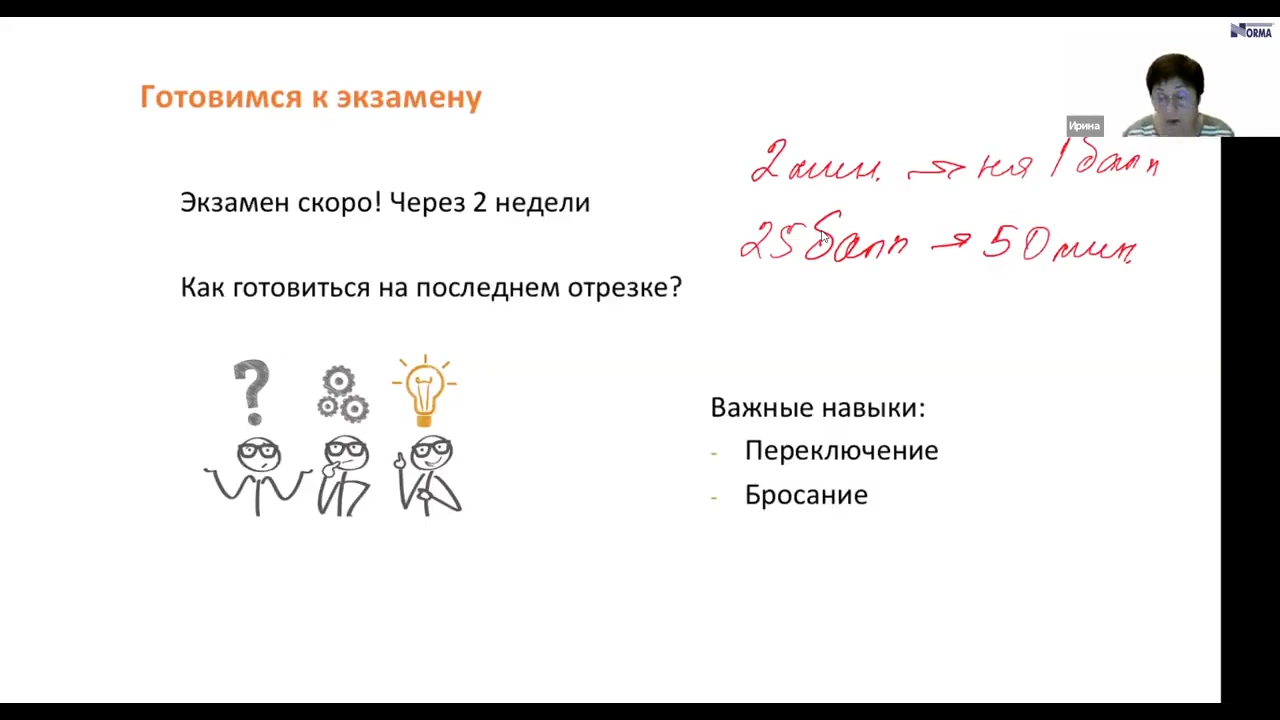 NORMA
Готовимся к экзамену
Ирина
2 мин. → на 1 балл
Экзамен скоро! Через 2 недели
25 балл → 50 мин.
Как готовиться на последнем отрезке?
?
Важные навыки:
- Переключение
- Бросание